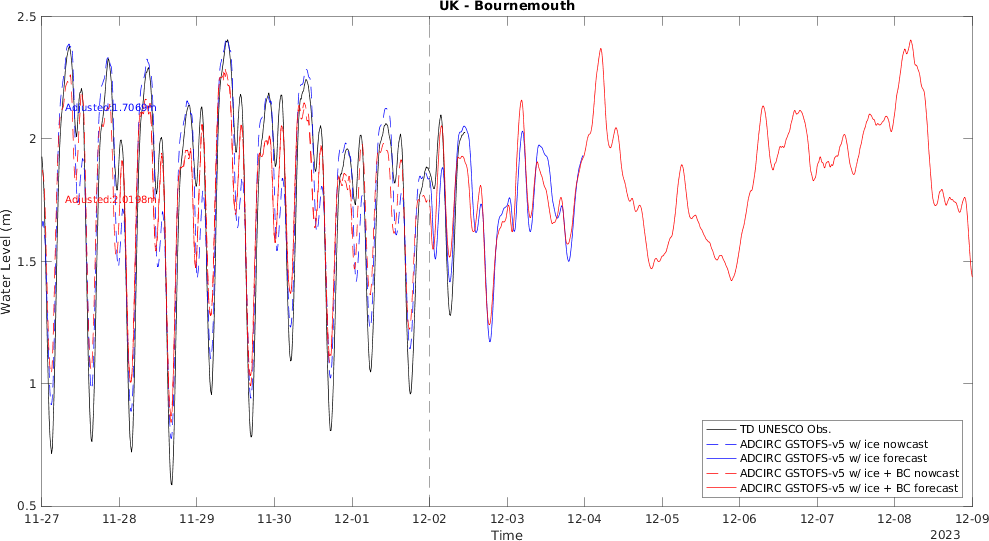 UK - Bournemouth
2.5
2
1.5
1
0.5
Water Level (m)
Adjusted:1.7069m
Adjusted:2.0198m
TD UNESCO Obs.
ADCIRC GSTOFS-v5 w/ ice nowcast
ADCIRC GSTOFS-v5 w/ ice forecast
ADCIRC GSTOFS-v5 w/ ice + BC nowcast
ADCIRC GSTOFS-v5 w/ ice + BC forecast
11-27 11-28 11-29 11-30 12-01 12-02 12-03 12-04 12-05 12-06 12-07 12-08 12-09
Time
2023